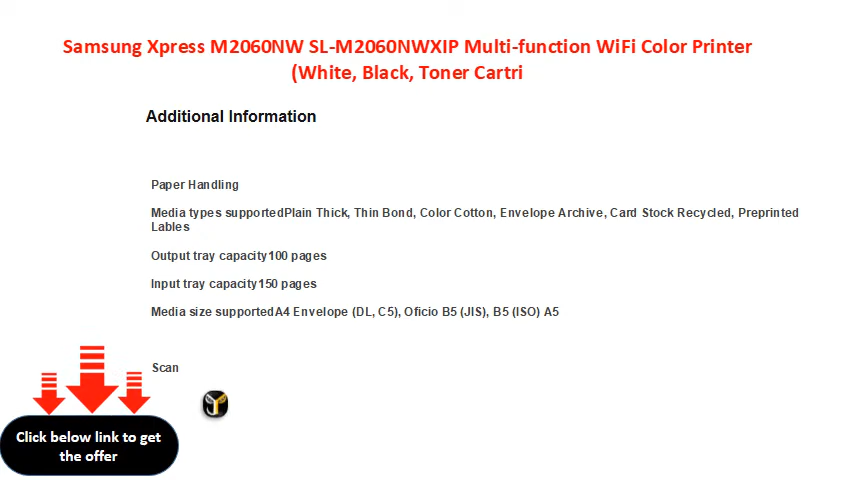 Samsung Xpress M2060NW SL-M2060NWXIP Multi-function WiFi Color Printer
(White, Black, Toner Cartri
Additional Information
Paper Handling
Media types supportedPlain Thick, Thin Bond, Color Cotton, Envelope Archive, Card Stock Recycled, Preprinted
Lables
Output tray capacity100 pages
Input tray capacity150 pages
Media size supportedA4 Envelope (DL, C5), Oficio B5 (JIS), B5 (ISO) A5
Scan
Click below link to get
the offer